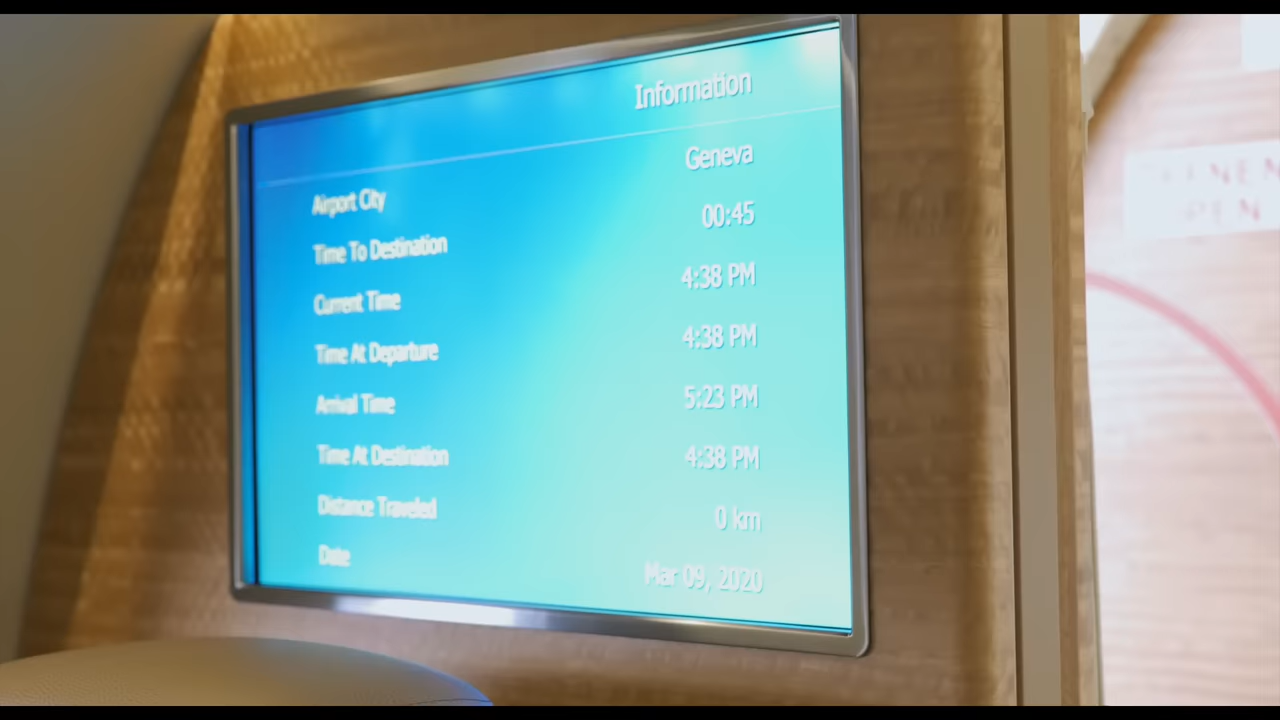 Information
Airport City Geneva
Time To Destination 00:45
Current Time 4:38 PM
Time At Departure 4:38 PM
Arrival Time 5:23 PM
Time At Destination 4:38 PM
Distance Traveled 0 km
Date Mar 09, 2020